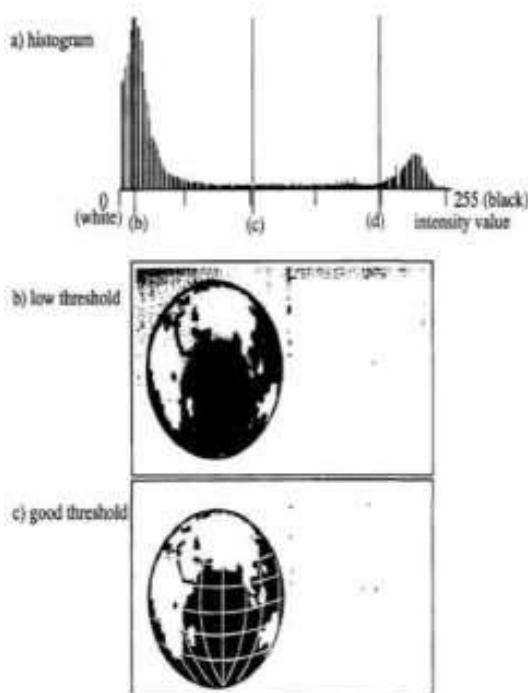 a) histogram
0
255 (black)
(white)
(b)
(c)
(d)
intensity value
b) low threshold
c) good threshold